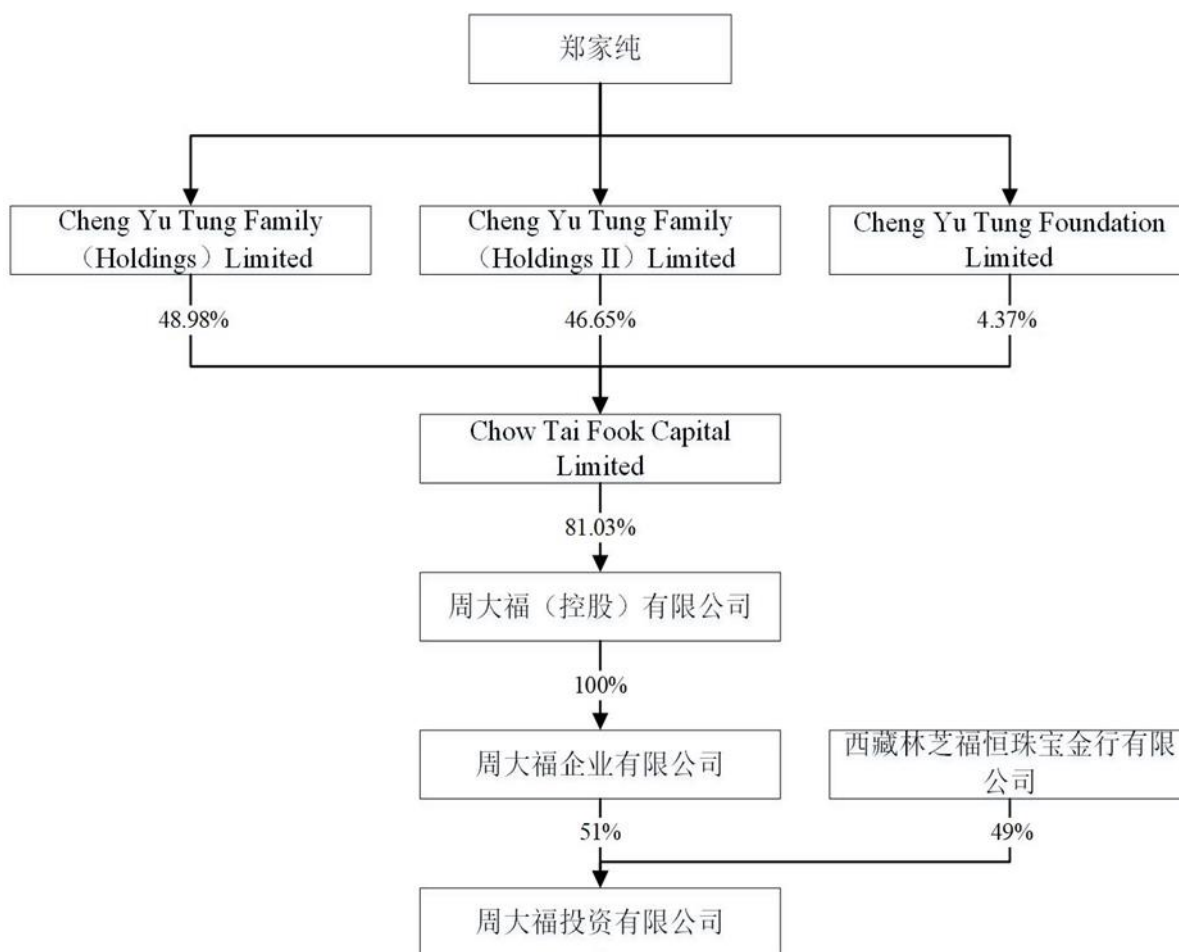 郑家纯
Cheng Yu Tung Family
（Holdings）Limited
Cheng Yu Tung Family
（Holdings II）Limited
Cheng Yu Tung Foundation
Limited
48.98%
46.65%
4.37%
Chow Tai Fook Capital
Limited
81.03%
周大福（控股）有限公司
100%
周大福企业有限公司
西藏林芝福恒珠宝金行有限
公司
51%
49%
周大福投资有限公司